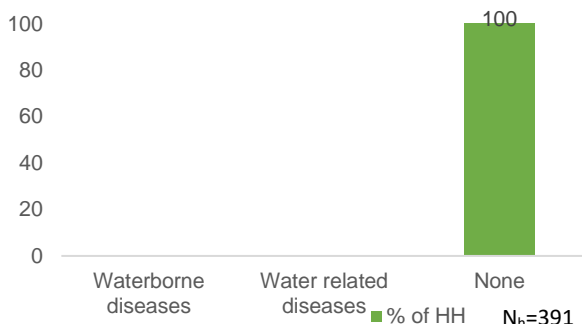 100
100
80
60
40
20
0
Waterborne diseases
Water related diseases
None
% of HH
Nh=391